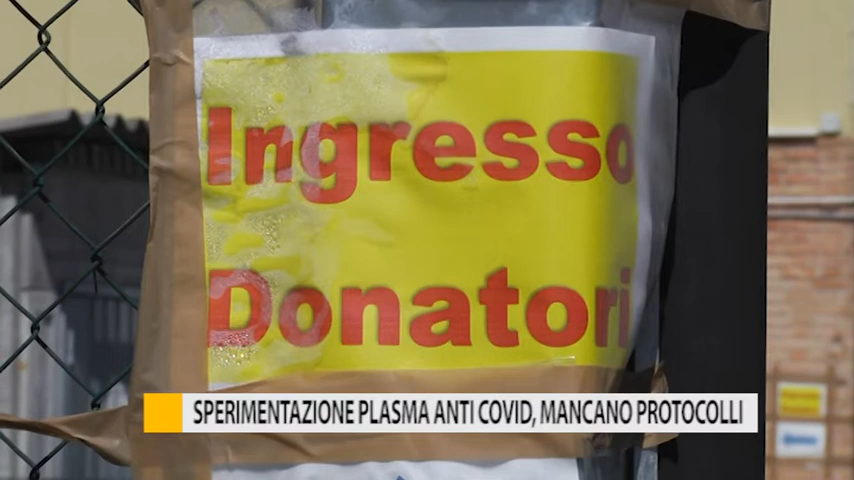 Ingresso
Donatori
SPERIMENTAZIONE PLASMA ANTI COVID, MANCANO PROTOCOLLI